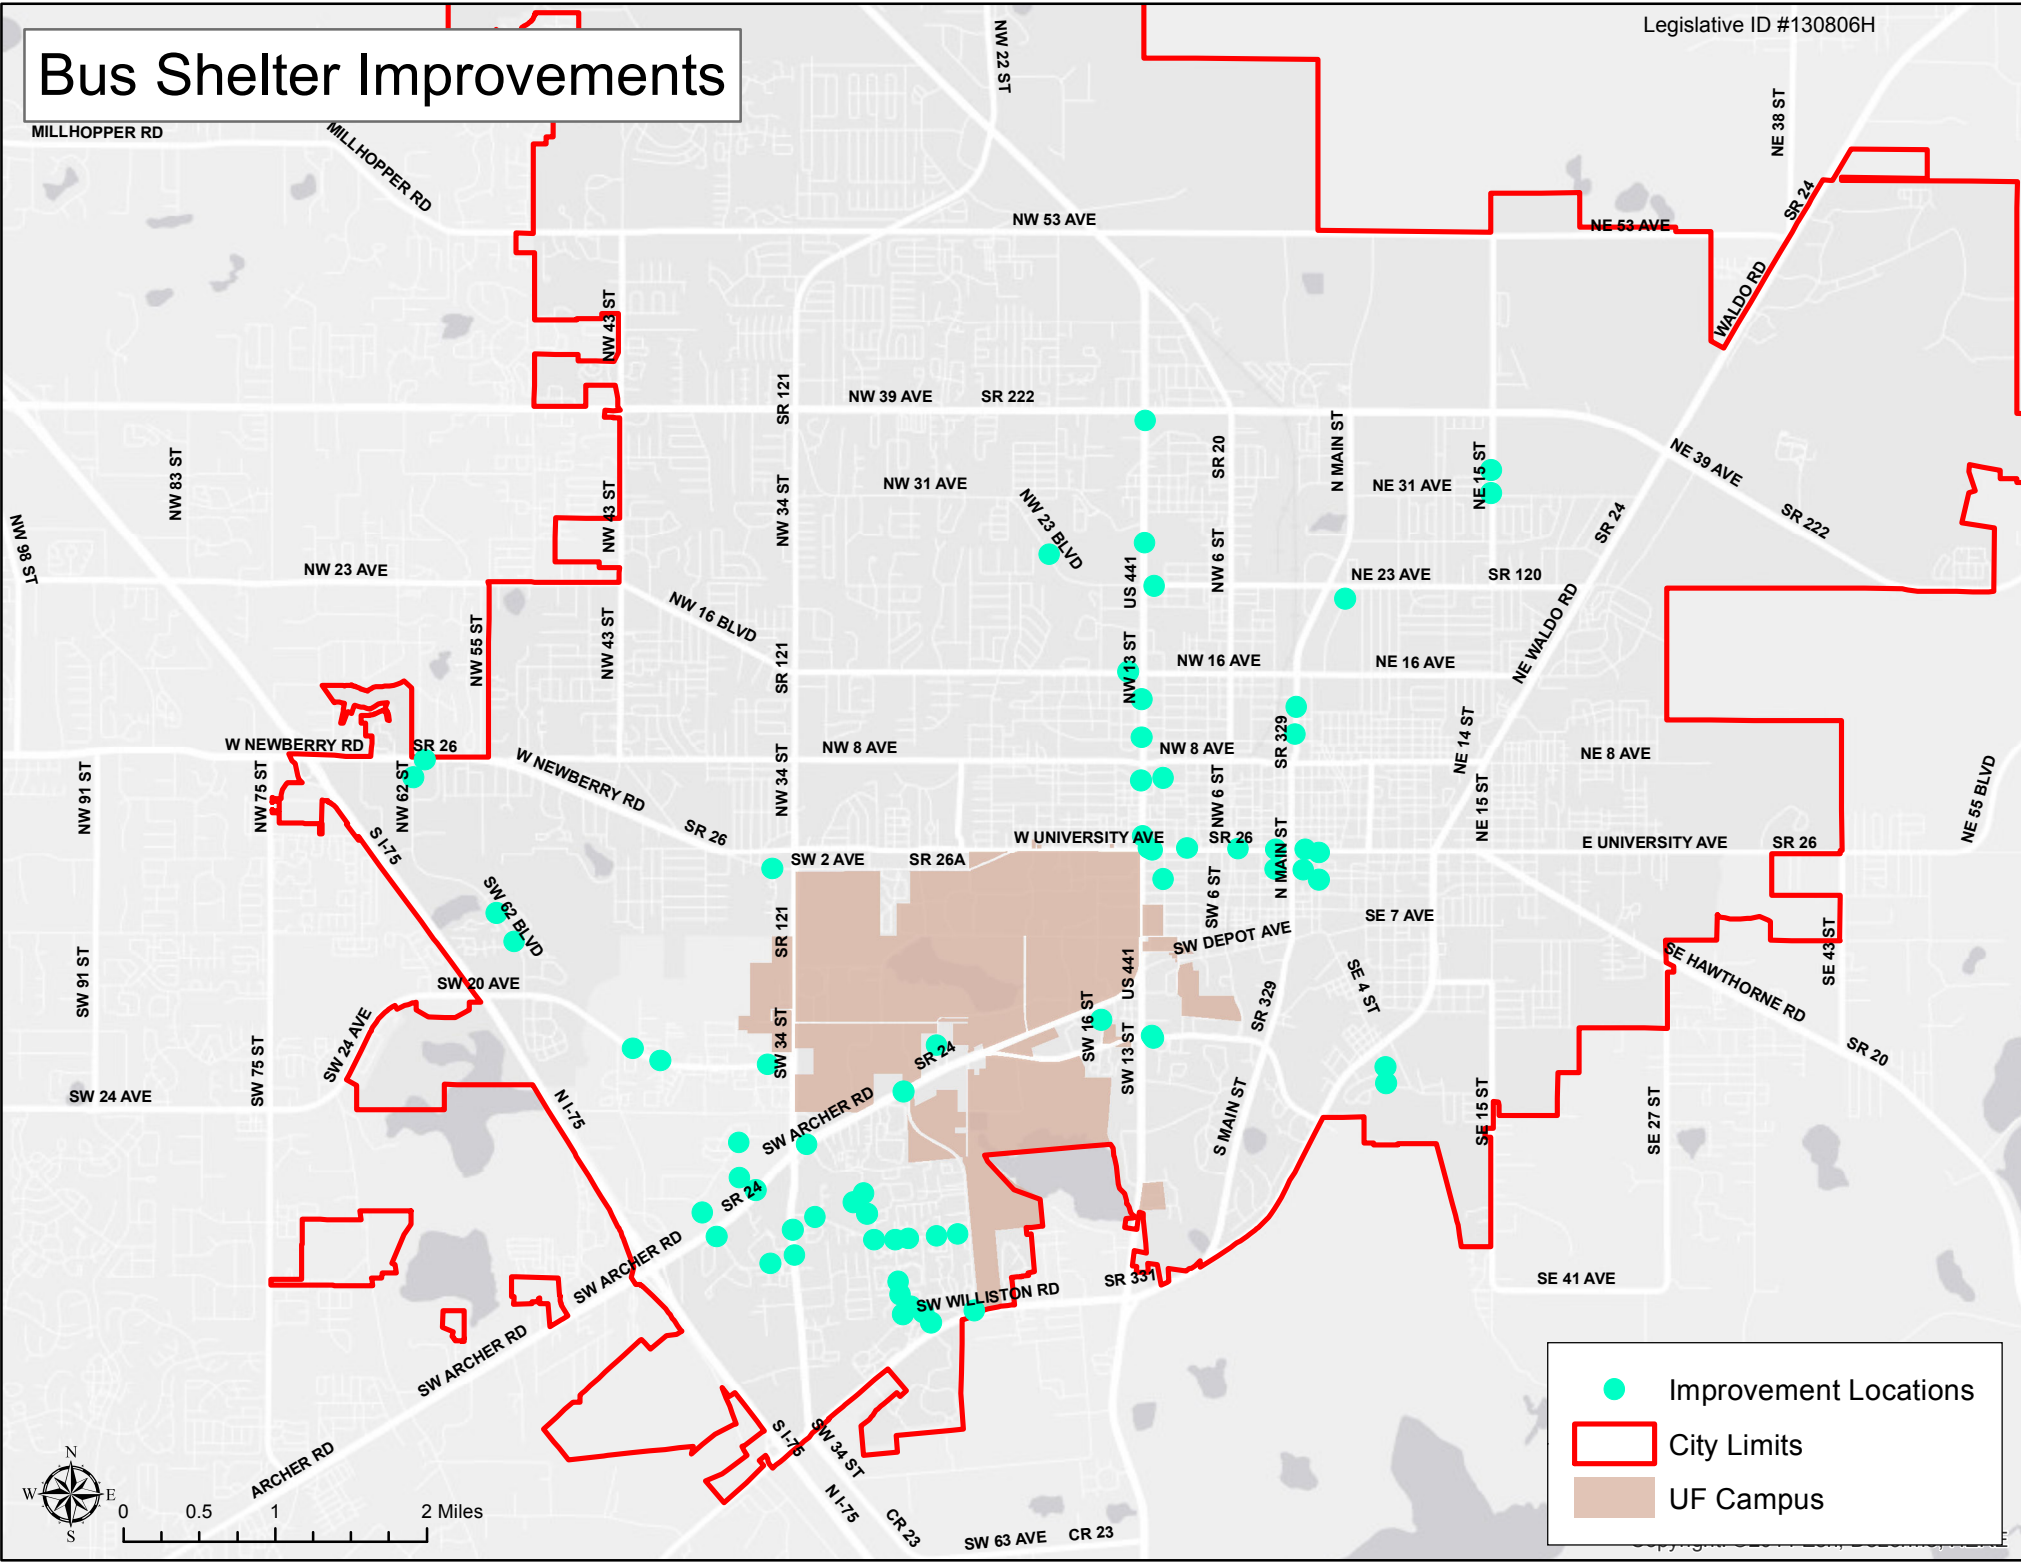 Legislative ID #130806H
Bus Shelter Improvements
NW 22 ST
NE 38 ST
MILLHOPPER RD
MILLHOPPER RD
NW 53 AVE
NE 53 AVE
SR 24
WALDO RD
NW 43 ST
SR 121
NW 39 AVE
SR 222
N MAIN ST
SR 20
NE 15 ST
NE 39 AVE
NW 83 ST
NW 31 AVE
NE 31 AVE
NW 34 ST
NW 43 ST
NW 23 BLVD
SR 24
SR 222
NW 98 ST
NW 23 AVE
US 441
NW 6 ST
NE 23 AVE
SR 120
NW 16 BLVD
NW 55 ST
NW 43 ST
SR 121
NW 13 ST
NW 16 AVE
NE 16 AVE
NE WALDO RD
W NEWBERRY RD
SR 26
W NEWBERRY RD
NW 34 ST
NW 8 AVE
NW 8 AVE
SR 329
NE 14 ST
NE 8 AVE
NW 91 ST
NW 75 ST
NW 62 ST
NW 6 ST
NE 15 ST
NE 55 BLVD
S I-75
SR 26
SW 2 AVE
SR 26A
W UNIVERSITY AVE
SR 26
N MAIN ST
E UNIVERSITY AVE
SR 26
SW 62 BLVD
SR 121
SW 6 ST
SE 7 AVE
SW DEPOT AVE
SE 43 ST
SE HAWTHORNE RD
SW 91 ST
SW 20 AVE
US 441
SE 4 ST
SR 329
SW 24 AVE
SW 75 ST
SW 34 ST
SR 24
SW 16 ST
SW 13 ST
SR 20
SW 24 AVE
N I-75
SW ARCHER RD
S MAIN ST
SE 15 ST
SE 27 ST
SR 24
SW ARCHER RD
SW WILLISTON RD
SR 331
SE 41 AVE
SW ARCHER RD
ARCHER RD
S I-75
SW 34 ST
N I-75
CR 23
SW 63 AVE
CR 23
N
W
E
S
0
0.5
1
2 Miles
Improvement Locations
City Limits
UF Campus